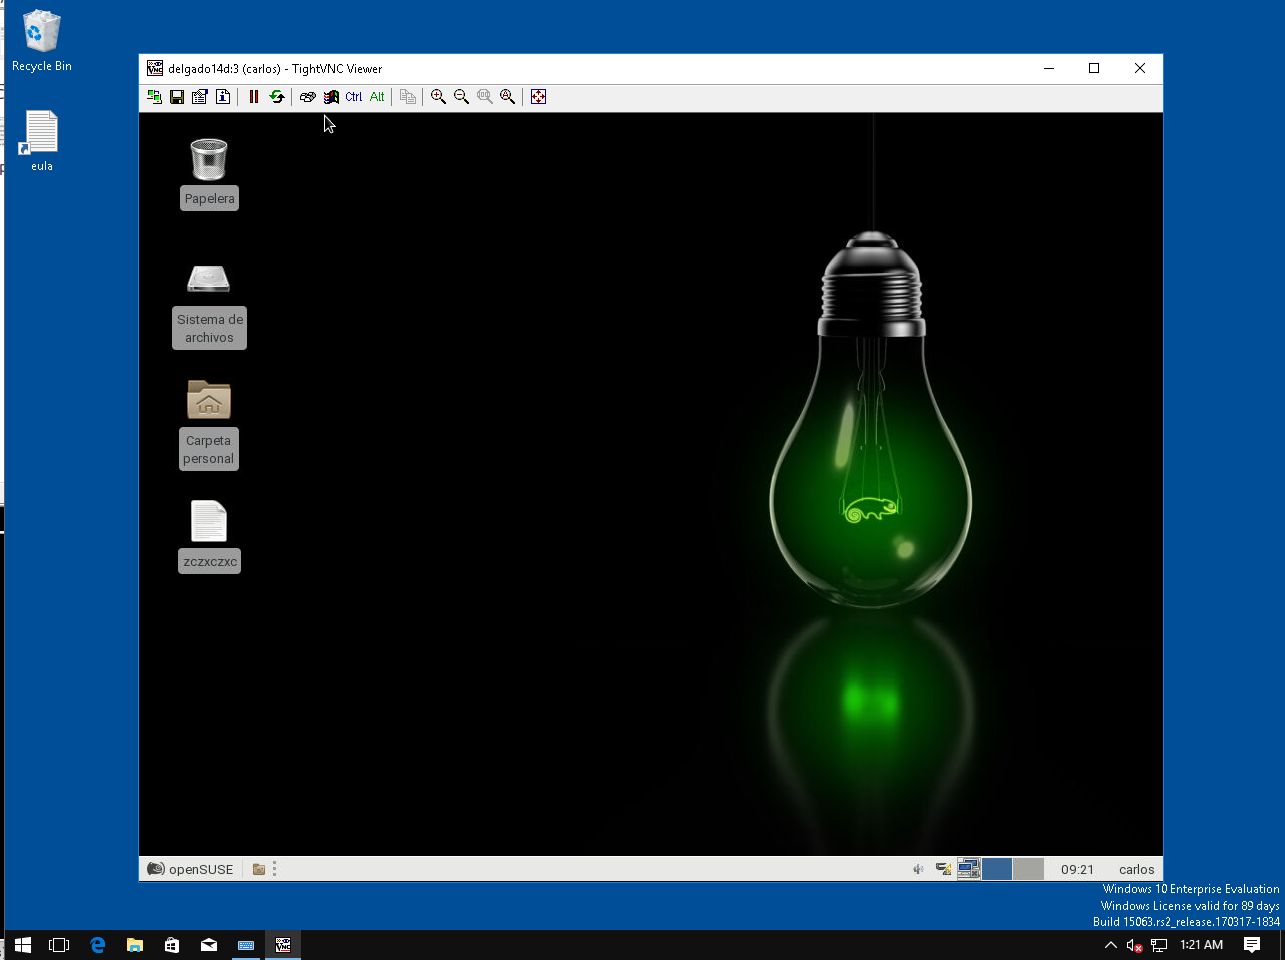 Recycle Bin
eula
delgado14d:3 (carlos) - TightVNC Viewer
Ctrl Alt
Papelera
Sistema de
archivos
Carpeta
personal
zczxczxc
openSUSE
09:21
carlos
Windows 10 Enterprise Evaluation
Windows License valid for 89 days
Build 15063.rs2_release.170317-1834
1:21 AM